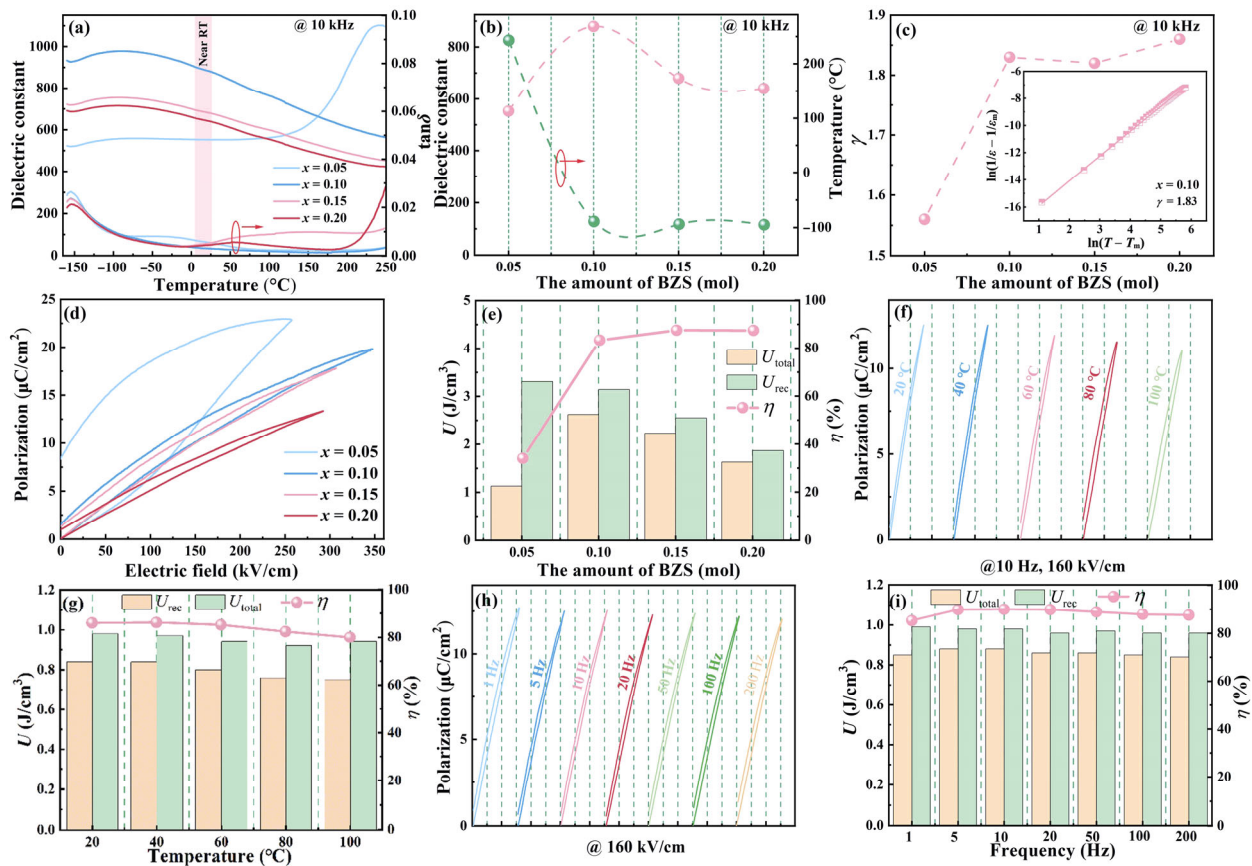 (a)
@ 10 kHz
Near RT
Dielectric constant
1000
800
600
400
200
0
0.10
0.08
0.06
0.04
0.02
0.00
tanδ
x = 0.05
x = 0.10
x = 0.15
x = 0.20
−150 −100 −50 0 50 100 150 200 250
Temperature (°C)
(b)
@ 10 kHz
Dielectric constant
800
700
600
500
400
300
200
100
0
200
100
0
−100
Temperature (°C)
0.05 0.10 0.15 0.20
The amount of BZS (mol)
(c)
@ 10 kHz
γ
1.9
1.8
1.7
1.6
1.5
ln(1/ε − 1/εm)
−6
−8
−10
−12
−14
−16
x = 0.10
γ = 1.83
1 2 3 4 5 6
ln(T − Tm)
0.05 0.10 0.15 0.20
The amount of BZS (mol)
(d)
Polarization (μC/cm²)
25
20
15
10
5
0
x = 0.05
x = 0.10
x = 0.15
x = 0.20
0 50 100 150 200 250 300 350
Electric field (kV/cm)
(e)
U (J/cm³)
5
4
3
2
1
0
Utotal
Urec
η
100
80
60
40
20
0
η (%)
0.05 0.10 0.15 0.20
The amount of BZS (mol)
(f)
Polarization (μC/cm²)
10
5
0
20 °C
40 °C
60 °C
80 °C
100 °C
@10 Hz, 160 kV/cm
(g)
Urec Utotal η
U (J/cm³)
1.2
1.0
0.8
0.6
0.4
0.2
0.0
100
80
60
40
20
0
η (%)
20 40 60 80 100
Temperature (°C)
(h)
Polarization (μC/cm²)
10
5
0
1 Hz
5 Hz
10 Hz
20 Hz
50 Hz
100 Hz
200 Hz
@ 160 kV/cm
(i)
Utotal Urec η
U (J/cm³)
1.2
1.0
0.8
0.6
0.4
0.2
0.0
100
80
60
40
20
0
η (%)
1 5 10 20 50 100 200
Frequency (Hz)